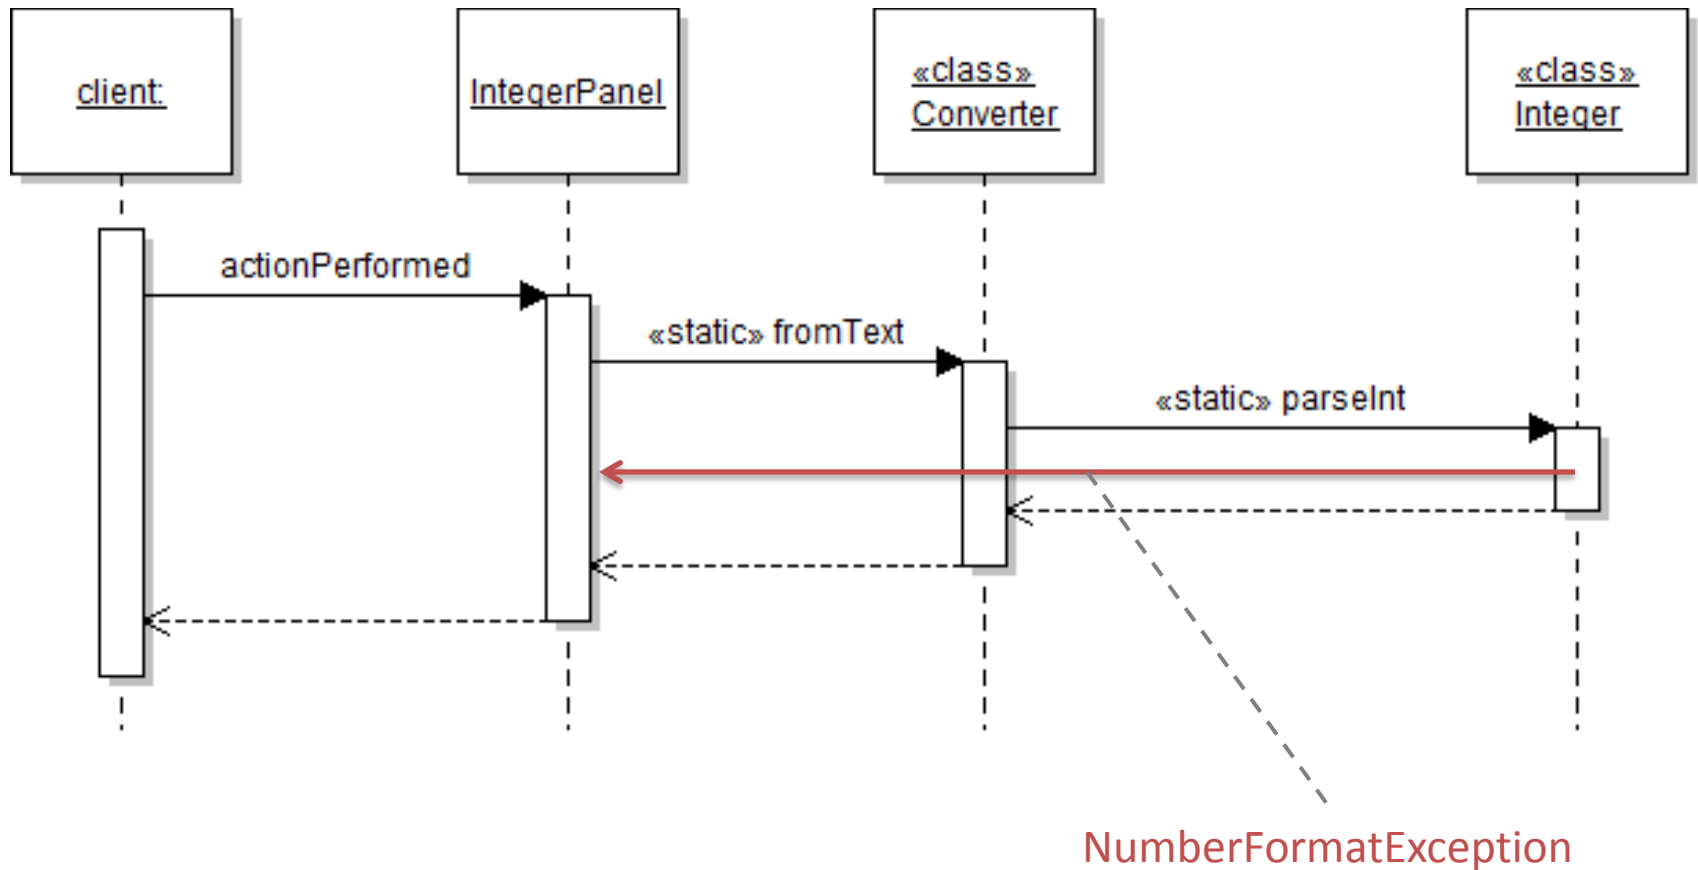 client:
IntegerPanel
«class»
Converter
«class»
Integer
actionPerformed
«static» fromText
«static» parseInt
NumberFormatException